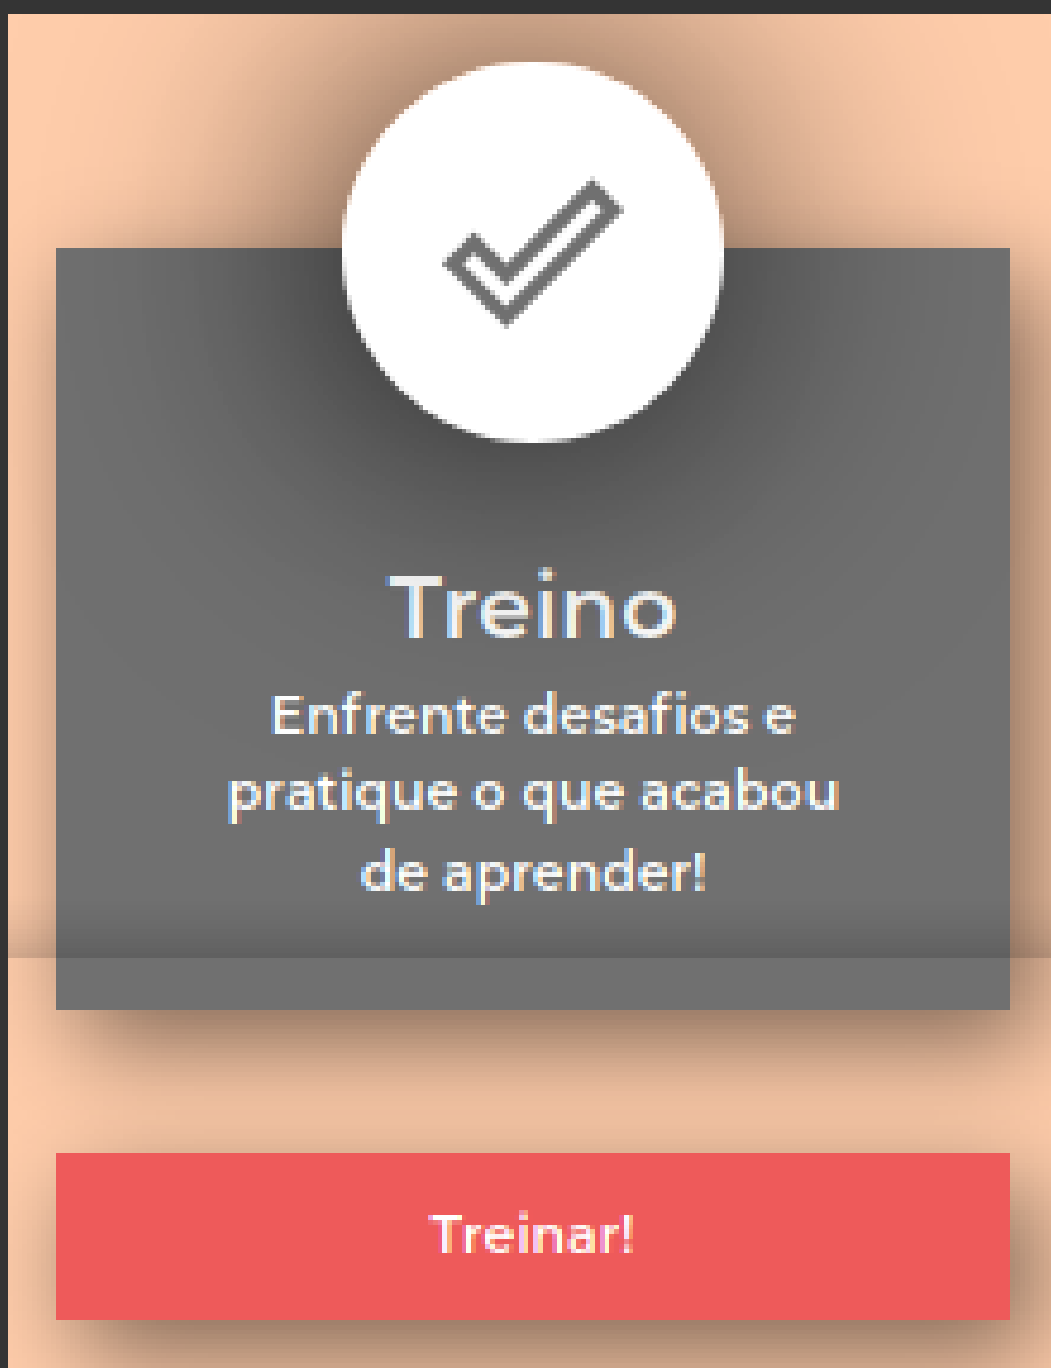 Treino
Enfrente desafios e
pratique o que acabou
de aprender!
Treinar!